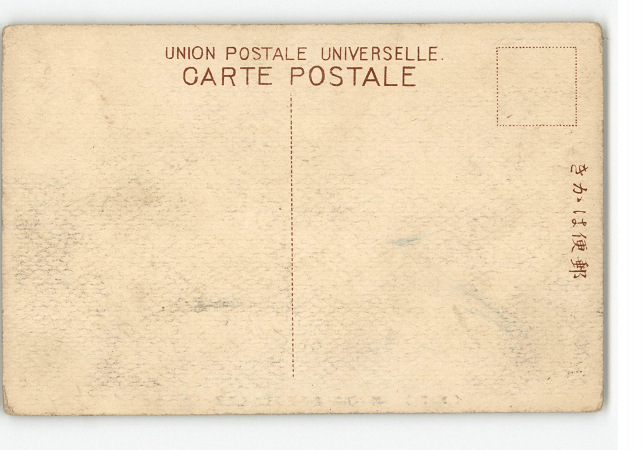 UNION POSTALE UNIVERSELLE.
CARTE POSTALE
きかは便郵